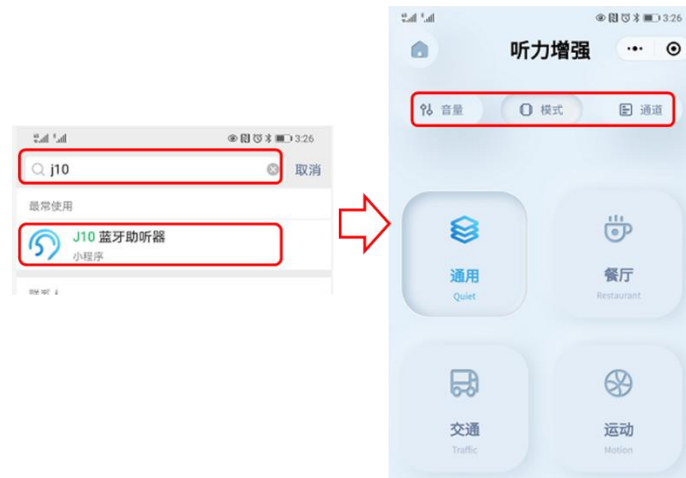 3:26
j10
取消
最常使用
J10 蓝牙助听器
小程序
3:26
听力增强
音量
模式
通道
通用
Quiet
餐厅
Restaurant
交通
Traffic
运动
Motion